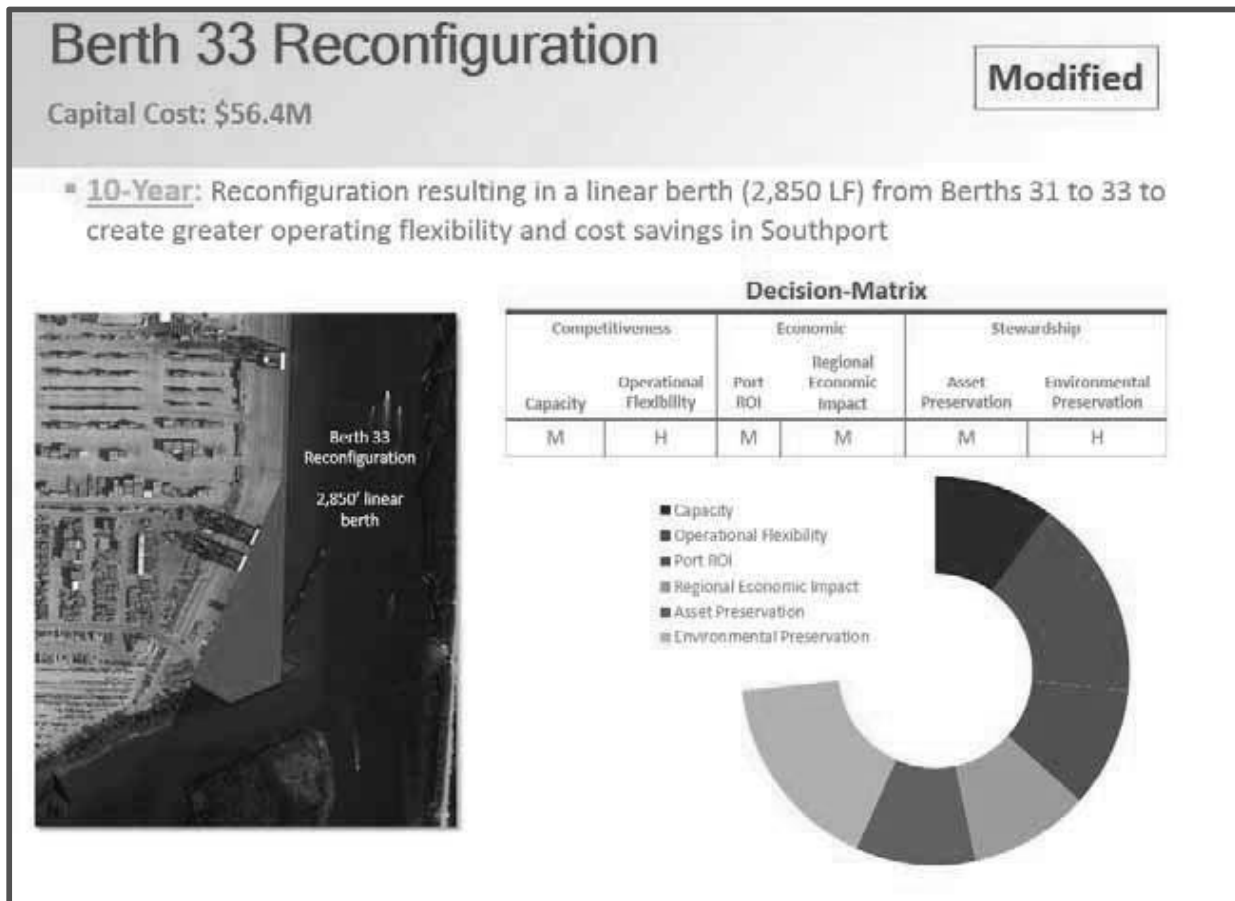 Berth 33 Reconfiguration
Modified
Capital Cost: $56.4M
▪ 10-Year: Reconfiguration resulting in a linear berth (2,850 LF) from Berths 31 to 33 to
create greater operating flexibility and cost savings in Southport
Decision-Matrix
Competitiveness Economic Stewardship
Capacity Operational Flexibility Port ROI Regional Economic Impact Asset Preservation Environmental Preservation
M H M M M H
Berth 33
Reconfiguration
2,850' linear
berth
N
Capacity
Operational Flexibility
Port ROI
Regional Economic Impact
Asset Preservation
Environmental Preservation